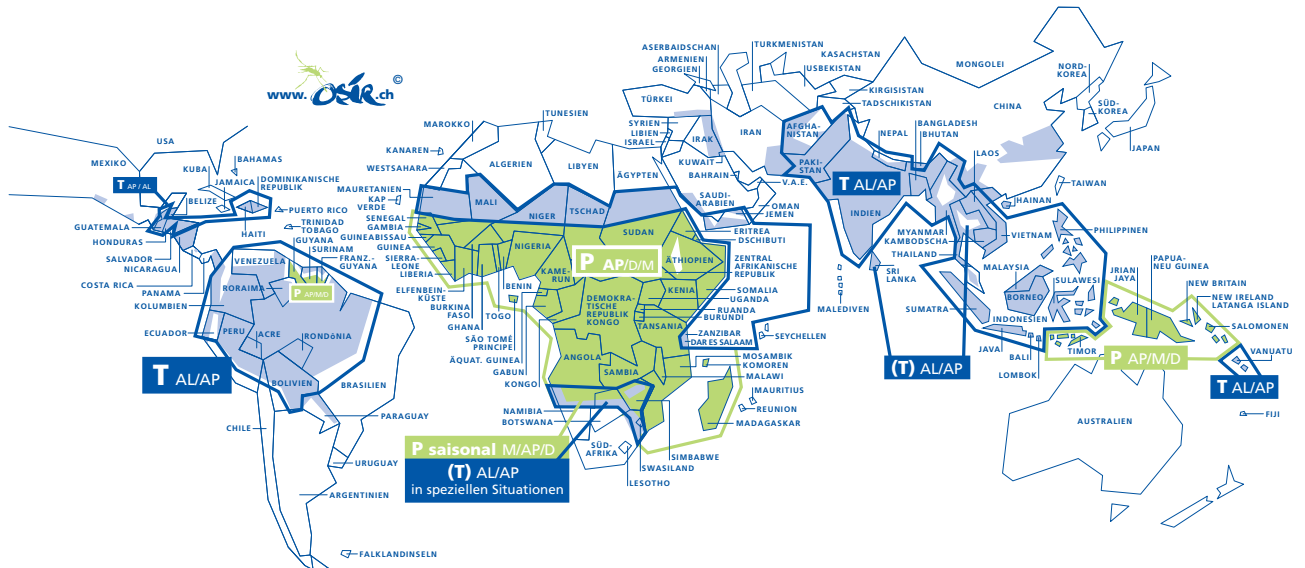 www.OSIR.ch ©
USA
MEXIKO
T AP / AL
KUBA
BAHAMAS
JAMAICA
DOMINIKANISCHE
REPUBLIK
BELIZE
PUERTO RICO
TRINIDAD
TOBAGO
GUATEMALA
HAITI
GUYANA
SURINAM
HONDURAS
FRANZ.-
GUYANA
SALVADOR
NICARAGUA
VENEZUELA
COSTA RICA
PANAMA
RORAIMA
P AP/M/D
KOLUMBIEN
ECUADOR
PERU
ACRE
RONDôNIA
T AL/AP
BOLIVIEN
BRASILIEN
PARAGUAY
CHILE
URUGUAY
ARGENTINIEN
FALKLANDINSELN
MAROKKO
TUNESIEN
KANAREN
WESTSAHARA
ALGERIEN
LIBYEN
ÄGYPTEN
MAURETANIEN
KAP
VERDE
MALI
NIGER
TSCHAD
SENEGAL
GAMBIA
GUINEABISSAU
GUINEA
SIERRA-
LEONE
LIBERIA
NIGERIA
SUDAN
ERITREA
DSCHIBUTI
P AP/D/M
ÄTHIOPIEN
ZENTRAL
AFRIKANISCHE
REPUBLIK
KAME-
RUN
BENIN
ELFENBEIN-
KÜSTE
BURKINA
FASO
GHANA
TOGO
KENIA
SOMALIA
UGANDA
RUANDA
BURUNDI
DEMOKRA-
TISCHE
REPUBLIK
KONGO
TANSANIA
ZANZIBAR
DAR ES SALAAM
SEYCHELLEN
SÃO TOMÉ
PRINCIPE
ÄQUAT. GUINEA
GABUN
KONGO
ANGOLA
SAMBIA
MOSAMBIK
KOMOREN
MALAWI
MAURITIUS
REUNION
MADAGASKAR
NAMIBIA
BOTSWANA
SÜD-
AFRIKA
SIMBABWE
SWASILAND
LESOTHO
P saisonal M/AP/D
(T) AL/AP
in speziellen Situationen
ASERBAIDSCHAN
ARMENIEN
GEORGIEN
TURKMENISTAN
KASACHSTAN
USBEKISTAN
MONGOLEI
NORD-
KOREA
TÜRKEI
KIRGISISTAN
TADSCHIKISTAN
CHINA
SÜD-
KOREA
SYRIEN
LIBIEN
ISRAEL
IRAK
IRAN
AFGHA-
NISTAN
NEPAL
BANGLADESH
BHUTAN
JAPAN
KUWAIT
BAHRAIN
PAKI-
STAN
LAOS
V.A.E.
T AL/AP
TAIWAN
SAUDI-
ARABIEN
OMAN
JEMEN
INDIEN
HAINAN
MYANMAR
KAMBODSCHA
THAILAND
VIETNAM
PHILIPPINEN
SRI
LANKA
MALAYSIA
SULAWESI
JRIAN
JAYA
PAPUA-
NEU GUINEA
NEW BRITAIN
NEW IRELAND
LATANGA ISLAND
BORNEO
SUMATRA
MALEDIVEN
INDONESIEN
SALOMONEN
(T) AL/AP
JAVA
BALI
LOMBOK
TIMOR
P AP/M/D
VANUATU
T AL/AP
FIJI
AUSTRALIEN